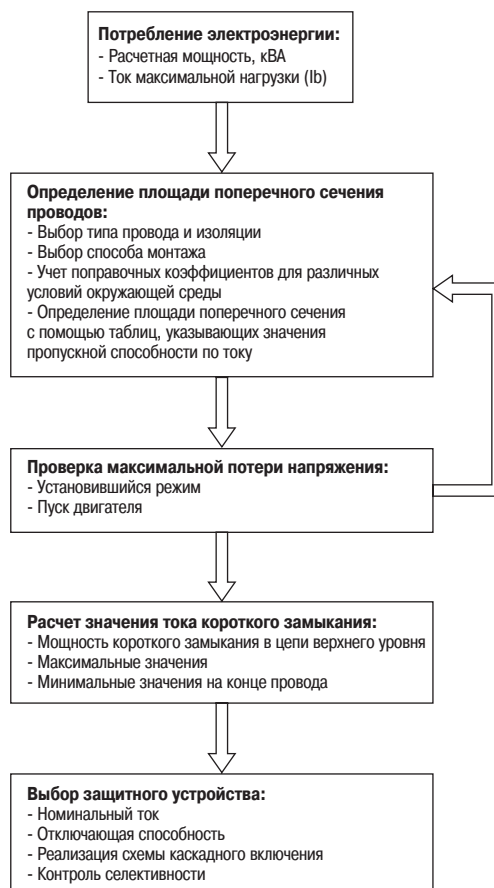 Потребление электроэнергии:
- Расчетная мощность, кВА
- Ток максимальной нагрузки (Ib)
Определение площади поперечного сечения
проводов:
- Выбор типа провода и изоляции
- Выбор способа монтажа
- Учет поправочных коэффициентов для различных
условий окружающей среды
- Определение площади поперечного сечения
с помощью таблиц, указывающих значения
пропускной способности по току
Проверка максимальной потери напряжения:
- Установившийся режим
- Пуск двигателя
Расчет значения тока короткого замыкания:
- Мощность короткого замыкания в цепи верхнего уровня
- Максимальные значения
- Минимальные значения на конце провода
Выбор защитного устройства:
- Номинальный ток
- Отключающая способность
- Реализация схемы каскадного включения
- Контроль селективности